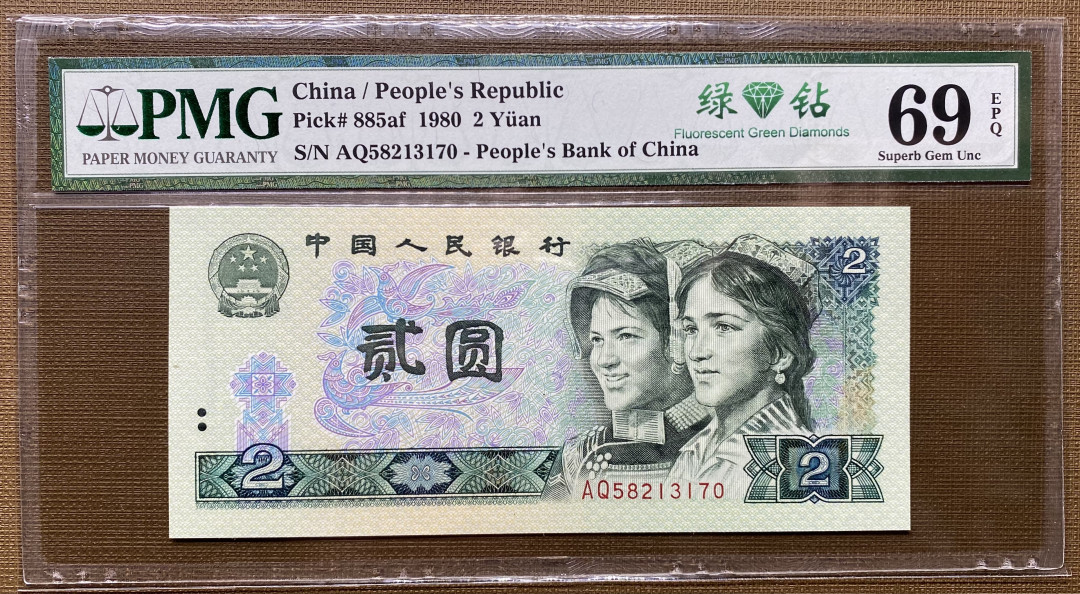 PMG
PAPER MONEY GUARANTY
China / People's Republic
Pick# 885af 1980 2 Yüan
S/N AQ58213170 - People's Bank of China
绿 钻
Fluorescent Green Diamonds
69
EPQ
Superb Gem Unc
中国人民银行
2
贰圆
2
2
AQ58213170